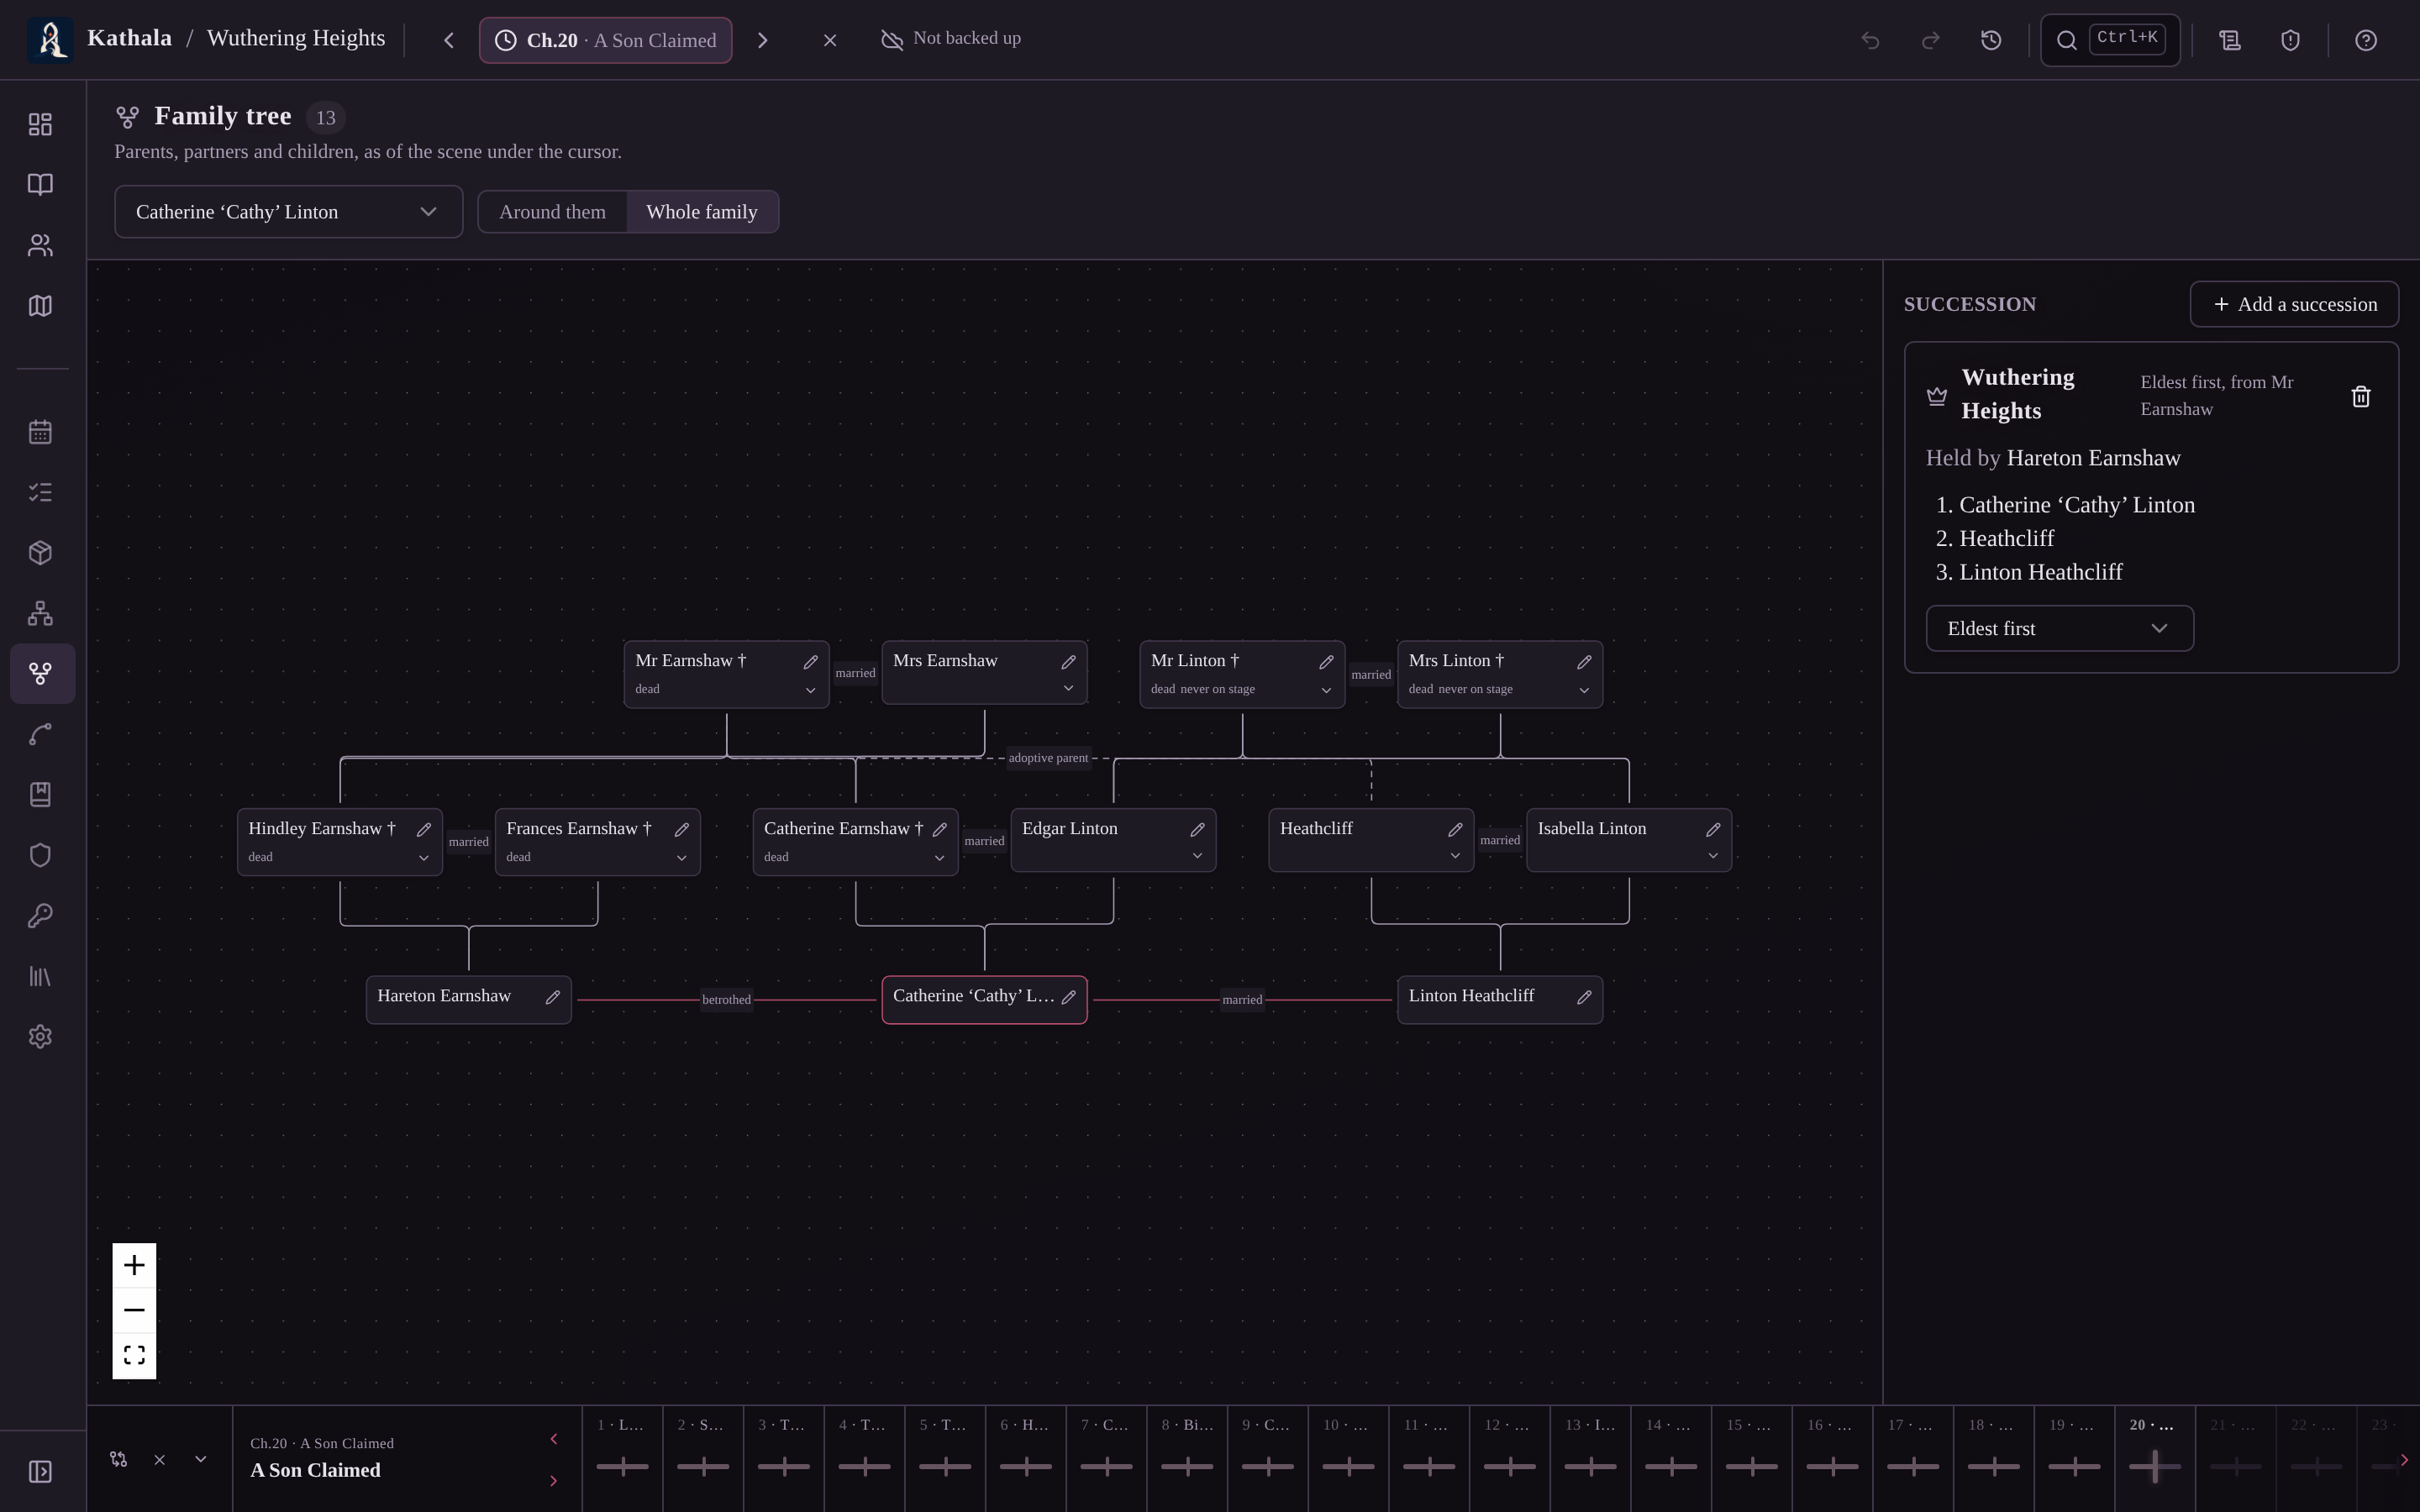 Kathala / Wuthering Heights
Ch.20 · A Son Claimed
Not backed up
Ctrl+K
Family tree 13
Parents, partners and children, as of the scene under the cursor.
Catherine ‘Cathy’ Linton
Around them
Whole family
SUCCESSION
+ Add a succession
Wuthering Heights
Eldest first, from Mr Earnshaw
Held by Hareton Earnshaw
1. Catherine ‘Cathy’ Linton
2. Heathcliff
3. Linton Heathcliff
Eldest first
Mr Earnshaw †
dead
married
Mrs Earnshaw
Mr Linton †
dead never on stage
married
Mrs Linton †
dead never on stage
adoptive parent
Hindley Earnshaw †
dead
married
Frances Earnshaw †
dead
Catherine Earnshaw †
dead
married
Edgar Linton
Heathcliff
married
Isabella Linton
Hareton Earnshaw
betrothed
Catherine ‘Cathy’ L…
married
Linton Heathcliff
Ch.20 · A Son Claimed
A Son Claimed
1 · L…
2 · S…
3 · T…
4 · T…
5 · T…
6 · H…
7 · C…
8 · Bi…
9 · C…
10 · …
11 · …
12 · …
13 · I…
14 · …
15 · …
16 · …
17 · …
18 · …
19 · …
20 · …
21 · …
22 · …
23 ·